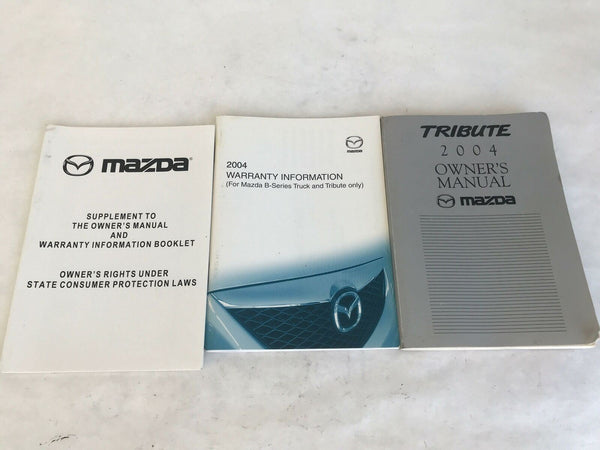 mazda
SUPPLEMENT TO
THE OWNER'S MANUAL
AND
WARRANTY INFORMATION BOOKLET
OWNER'S RIGHTS UNDER
STATE CONSUMER PROTECTION LAWS
mazda
2004
WARRANTY INFORMATION
(For Mazda B-Series Truck and Tribute only)
TRIBUTE
2004
OWNER'S
MANUAL
mazda